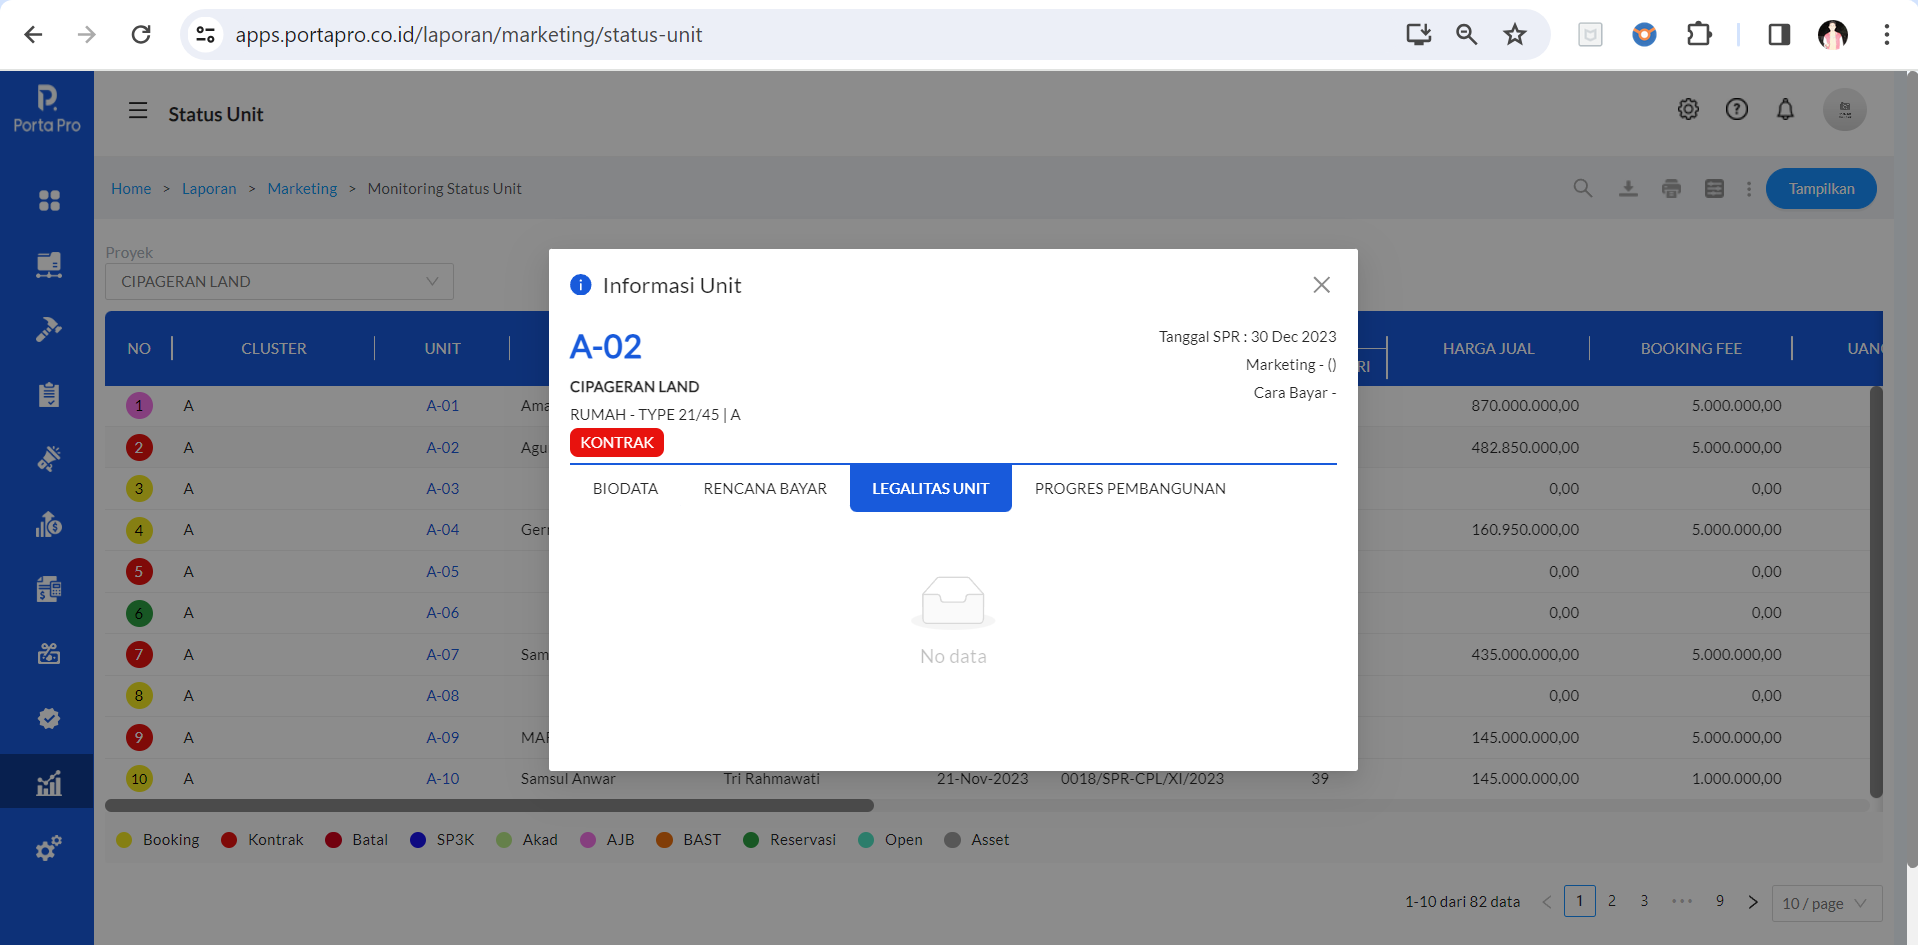 apps.portapro.co.id/laporan/marketing/status-unit
Porta Pro
Status Unit
Home > Laporan > Marketing > Monitoring Status Unit
Tampilkan
Proyek
CIPAGERAN LAND
NO CLUSTER UNIT RI HARGA JUAL BOOKING FEE UANG
1 A A-01 Ama 870.000.000,00 5.000.000,00
2 A A-02 Agu 482.850.000,00 5.000.000,00
3 A A-03 0,00 0,00
4 A A-04 160.950.000,00 5.000.000,00
5 A A-05 0,00 0,00
6 A A-06 0,00 0,00
7 A A-07 Sam 435.000.000,00 5.000.000,00
8 A A-08 0,00 0,00
9 A A-09 145.000.000,00 5.000.000,00
10 A A-10 Samsul Anwar Tri Rahmawati 21-Nov-2023 0018/SPR-CPL/XI/2023 39 145.000.000,00 1.000.000,00
Informasi Unit
A-02
CIPAGERAN LAND
RUMAH - TYPE 21/45 | A
KONTRAK
Tanggal SPR : 30 Dec 2023
Marketing - ()
Cara Bayar -
BIODATA RENCANA BAYAR LEGALITAS UNIT PROGRES PEMBANGUNAN
No data
Booking Kontrak Batal SP3K Akad AJB BAST Reservasi Open Asset
1-10 dari 82 data < 1 2 3 ••• 9 > 10 / page